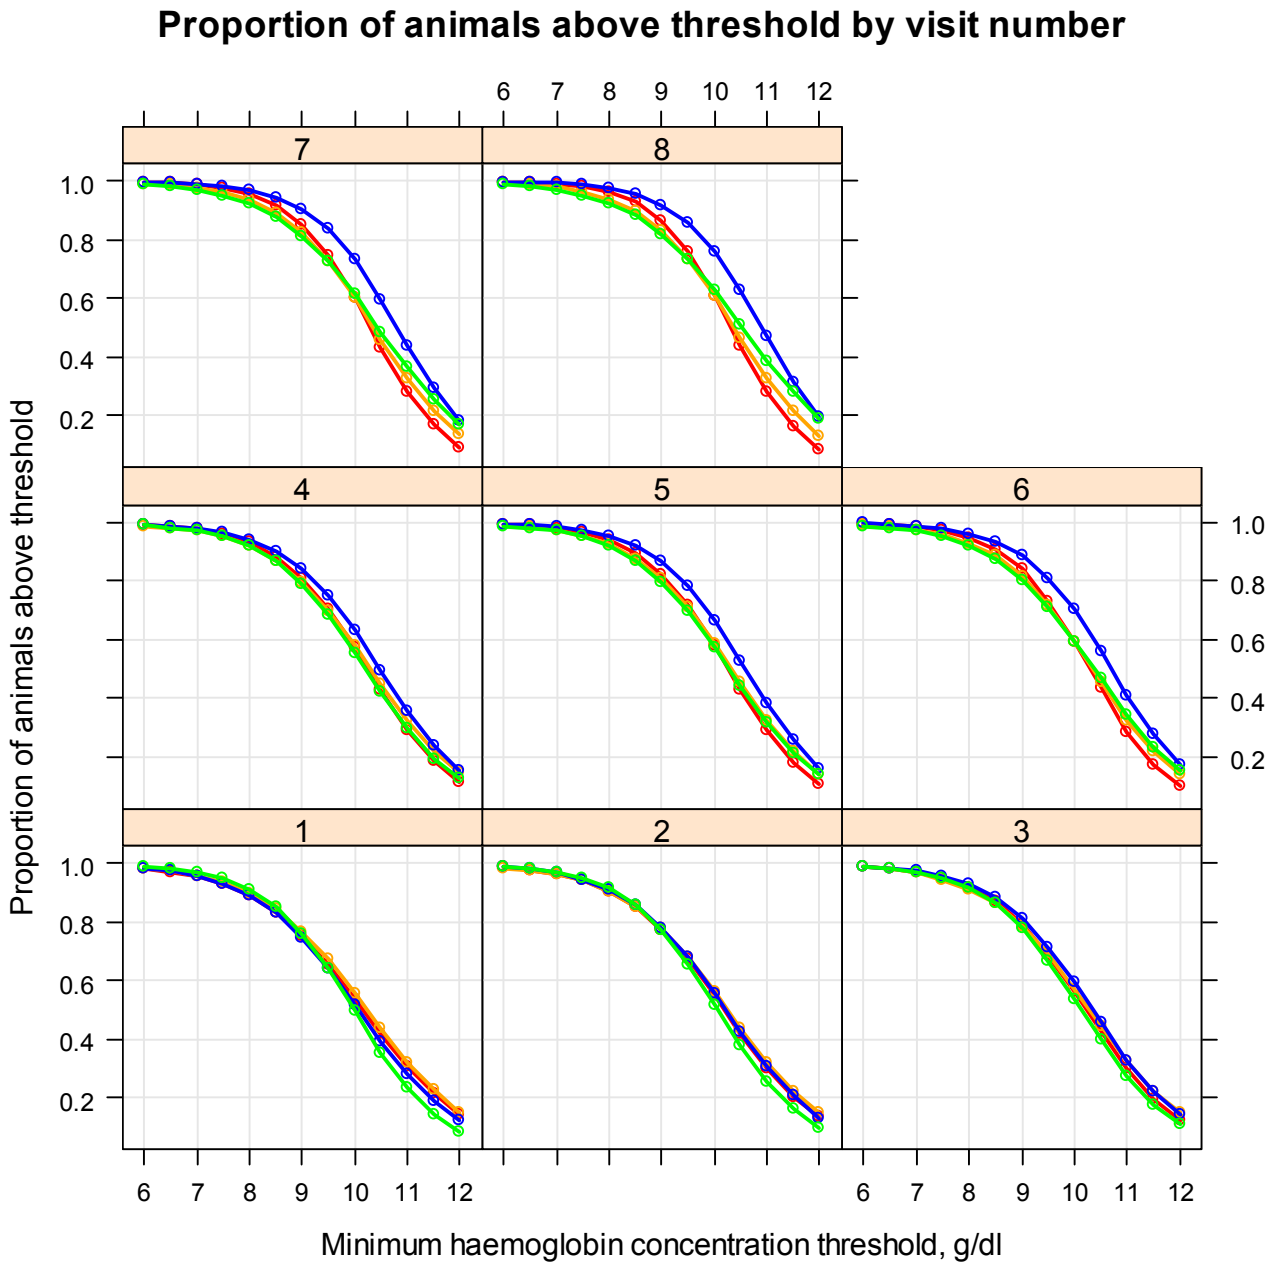 Proportion of animals above threshold by visit number
6 7 8 9 10 11 12
7 8
1.0
0.8
0.6
0.4
0.2
4 5 6
1.0
0.8
0.6
0.4
0.2
1 2 3
1.0
0.8
0.6
0.4
0.2
6 7 8 9 10 11 12 6 7 8 9 10 11 12
Proportion of animals above threshold
Minimum haemoglobin concentration threshold, g/dl